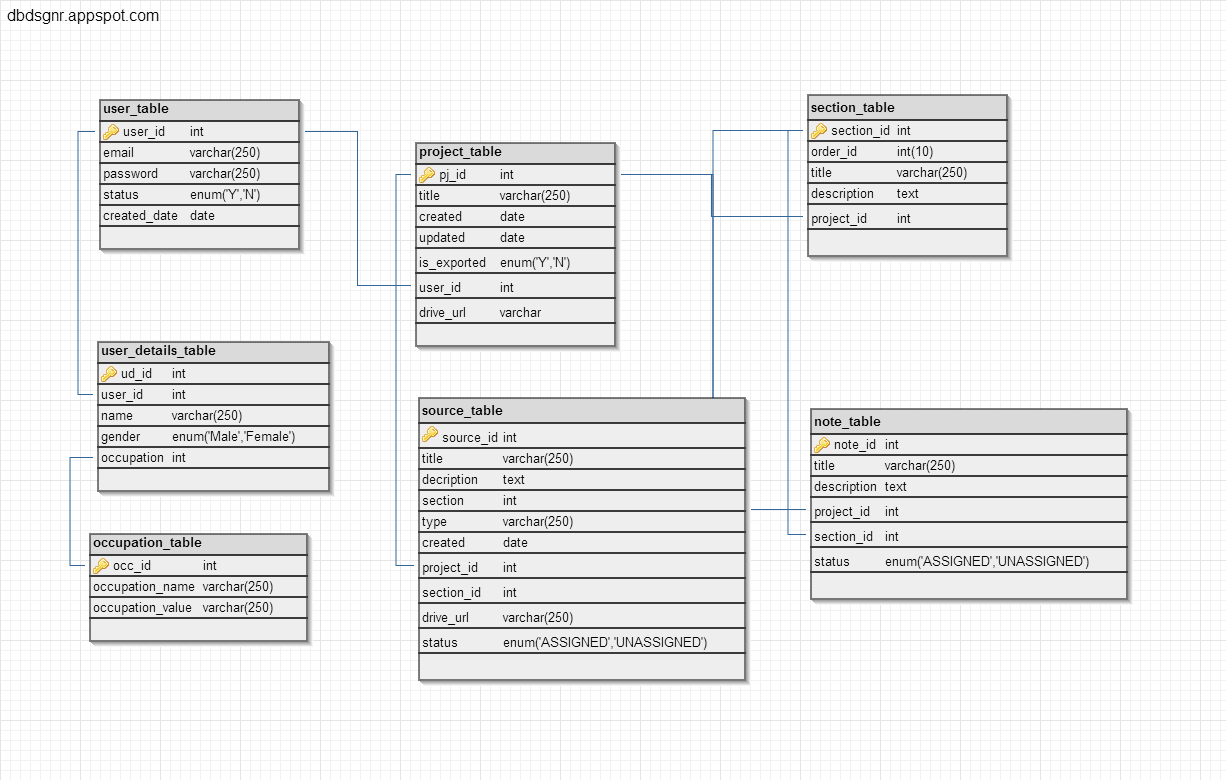 dbdsgnr.appspot.com
user_table
user_id int
email varchar(250)
password varchar(250)
status enum('Y','N')
created_date date
project_table
pj_id int
title varchar(250)
created date
updated date
is_exported enum('Y','N')
user_id int
drive_url varchar
section_table
section_id int
order_id int(10)
title varchar(250)
description text
project_id int
user_details_table
ud_id int
user_id int
name varchar(250)
gender enum('Male','Female')
occupation int
source_table
source_id int
title varchar(250)
decription text
section int
type varchar(250)
created date
project_id int
section_id int
drive_url varchar(250)
status enum('ASSIGNED','UNASSIGNED')
note_table
note_id int
title varchar(250)
description text
project_id int
section_id int
status enum('ASSIGNED','UNASSIGNED')
occupation_table
occ_id int
occupation_name varchar(250)
occupation_value varchar(250)